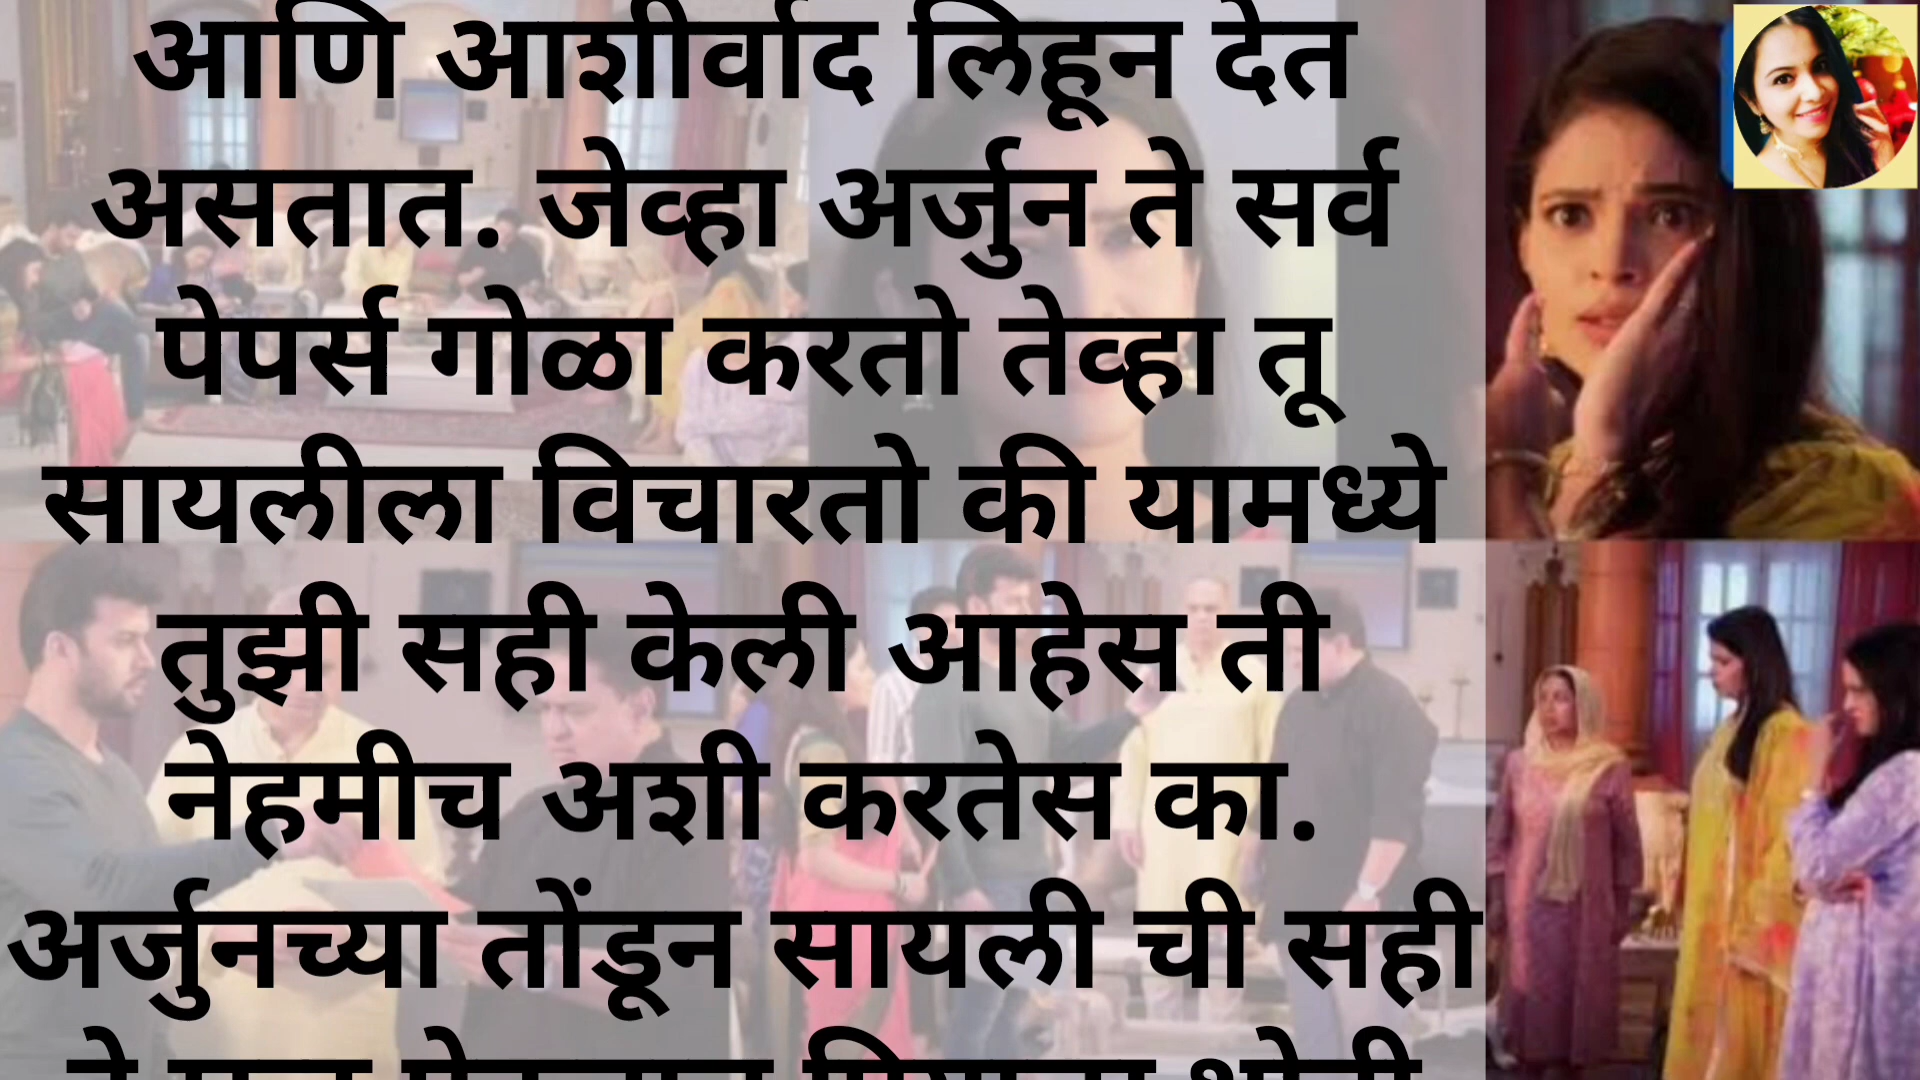 आणि आशीर्वाद लिहून देत
असतात. जेव्हा अर्जुन ते सर्व
पेपर्स गोळा करतो तेव्हा तू
सायलीला विचारतो की यामध्ये
तुझी सही केली आहेस ती
नेहमीच अशी करतेस का.
अर्जुनच्या तोंडून सायली ची सही